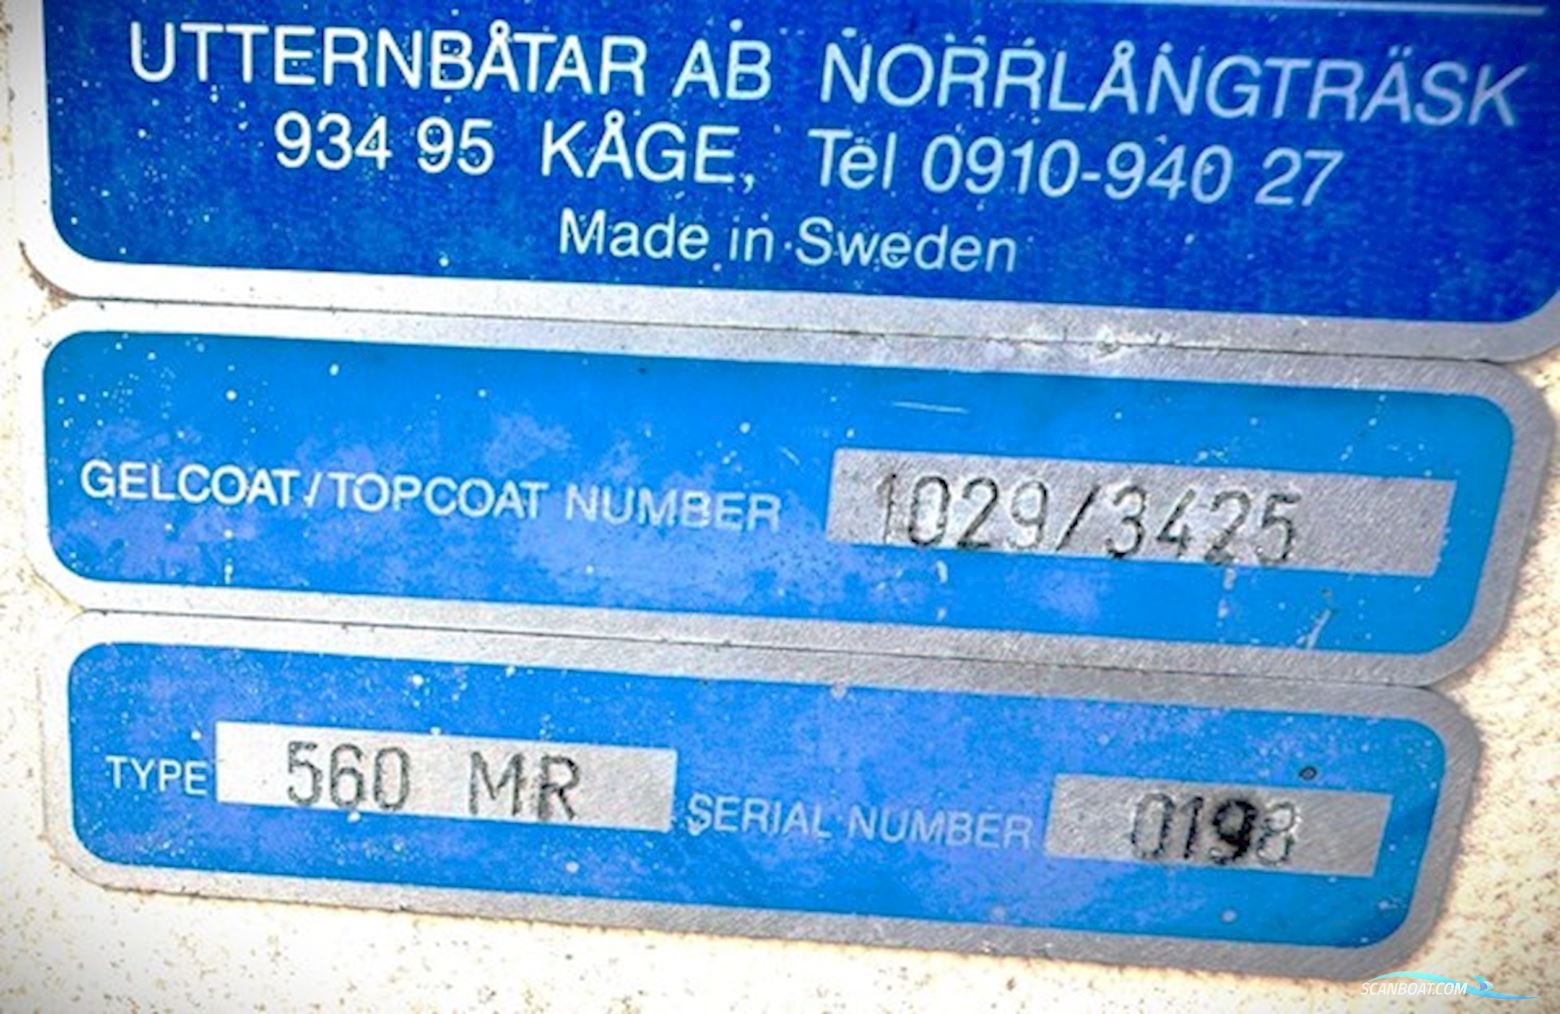 UTTERNBÅTAR AB NORRLÅNGTRÄSK
934 95 KÅGE, Tel 0910-940 27
Made in Sweden
GELCOAT/TOPCOAT NUMBER 1029/3425
TYPE 560 MR SERIAL NUMBER 0198
SCANBOAT.COM